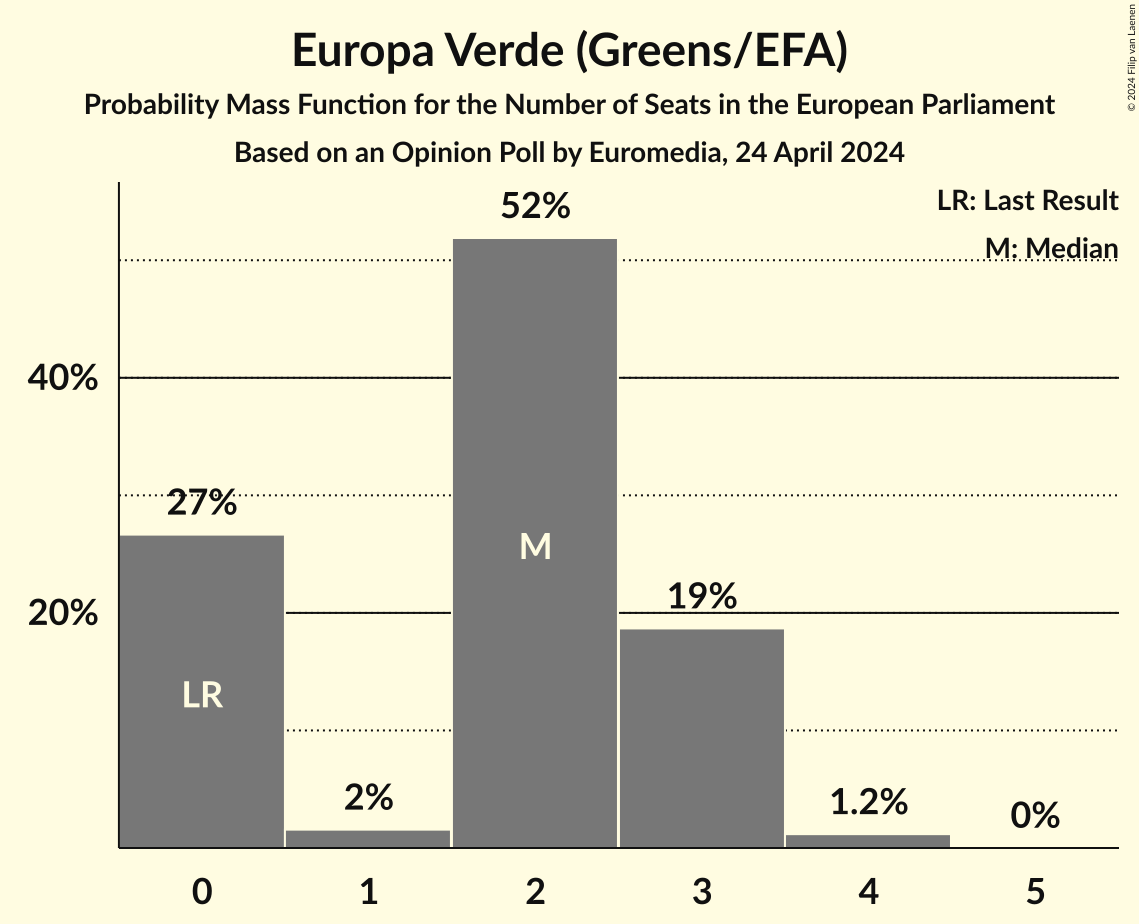 Europa Verde (Greens/EFA)
Probability Mass Function for the Number of Seats in the European Parliament
Based on an Opinion Poll by Euromedia, 24 April 2024
© 2024 Filip van Laenen
LR: Last Result
M: Median
52%
40%
27%
M
19%
20%
LR
2%
1.2%
0%
0 1 2 3 4 5